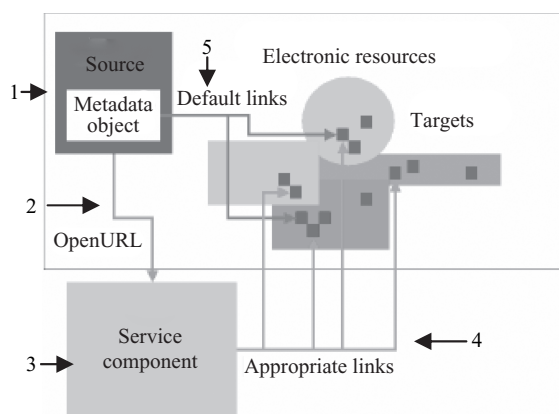 5
Electronic resources
Source
1
Metadata
object
Default links
Targets
2
OpenURL
Service
component
3
Appropriate links
4